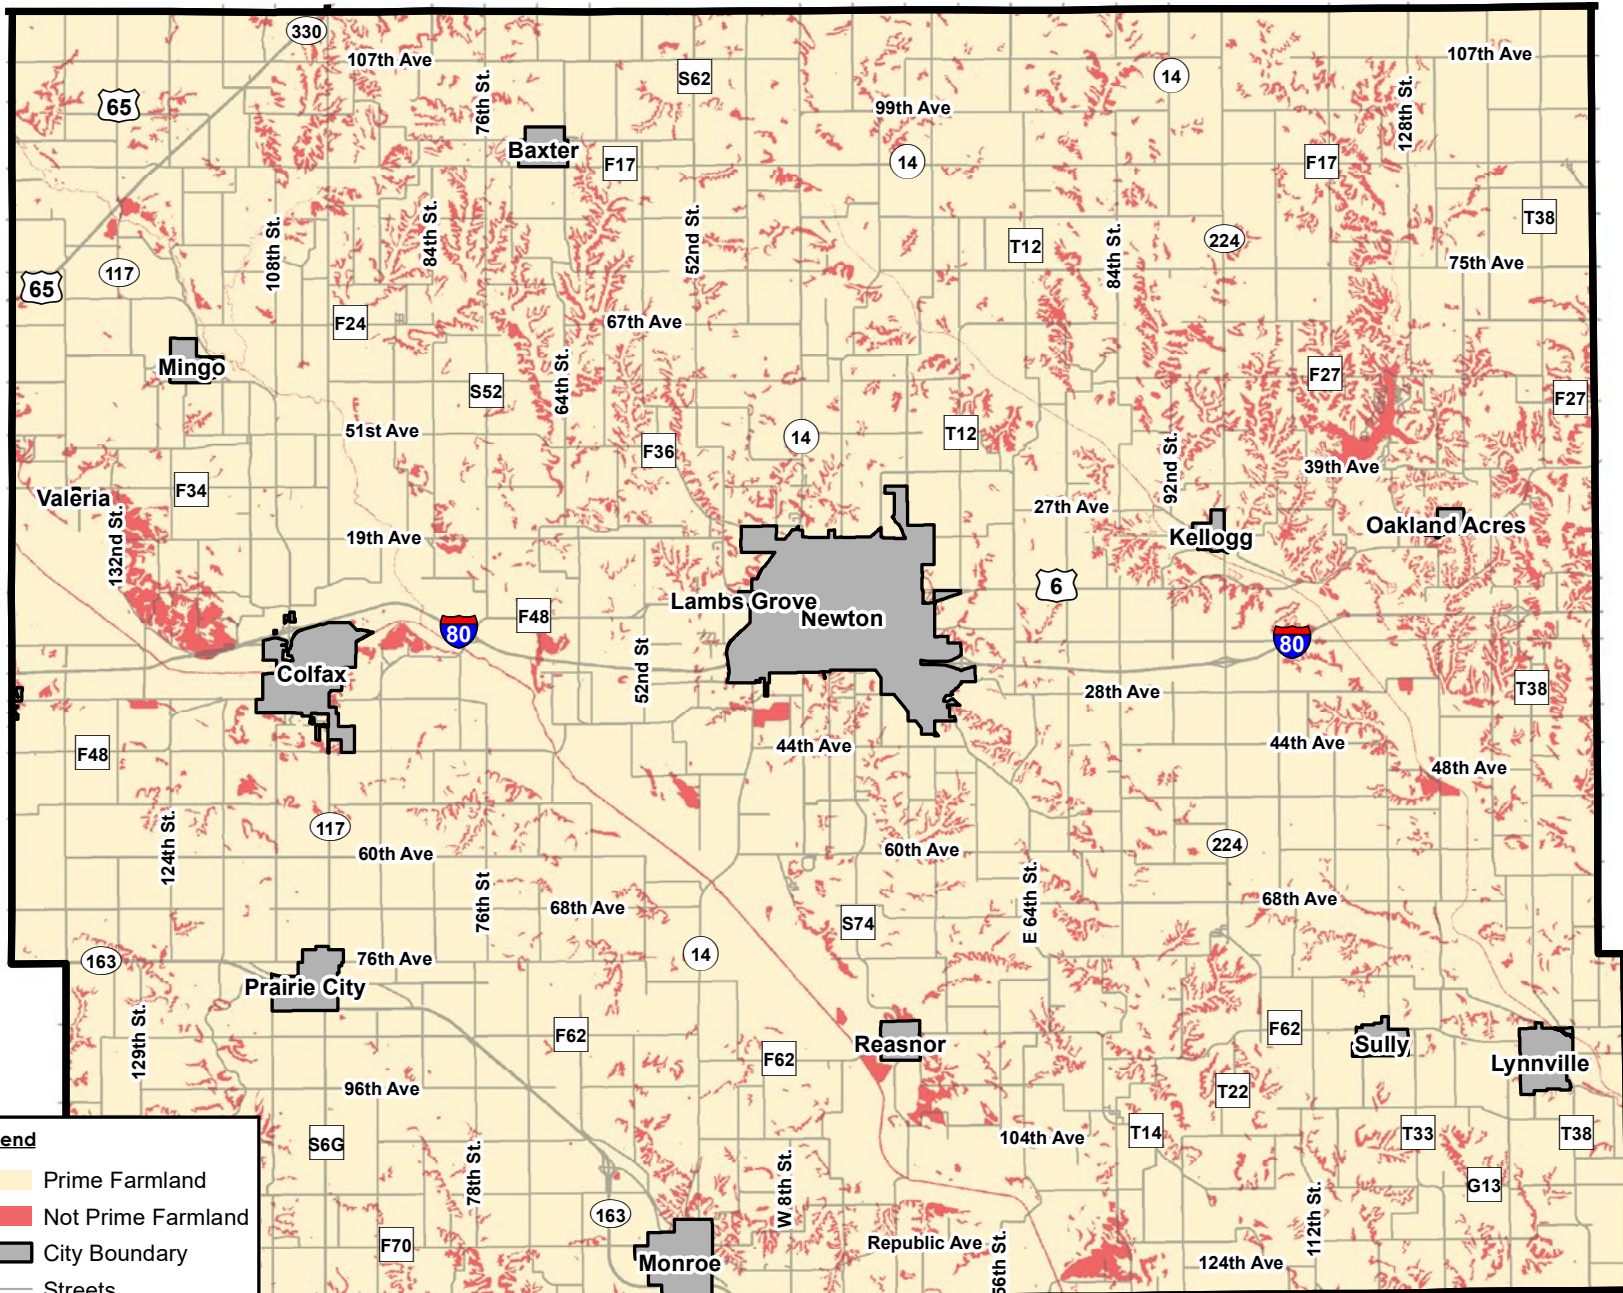 330
107th Ave
107th Ave
S62
14
65
76th St.
99th Ave
128th St.
Baxter
F17
14
F17
108th St.
84th St.
52nd St.
T12
84th St.
224
T38
117
75th Ave
65
F24
67th Ave
Mingo
S52
64th St.
F27
F27
51st Ave
F36
14
T12
92nd St.
39th Ave
Valeria
F34
27th Ave
132nd St.
19th Ave
Kellogg
Oakland Acres
Lambs Grove
Newton
6
F48
80
80
Colfax
52nd St
28th Ave
T38
F48
44th Ave
44th Ave
48th Ave
124th St.
117
60th Ave
60th Ave
224
76th St
68th Ave
S74
E 64th St.
68th Ave
163
76th Ave
14
Prairie City
129th St.
F62
F62
Reasnor
F62
Sully
Lynnville
96th Ave
T22
S6G
78th St.
104th Ave
T14
T33
T38
W 8th St.
G13
163
112th St.
F70
Monroe
Republic Ave
56th St.
124th Ave
end
Prime Farmland
Not Prime Farmland
City Boundary
Streets